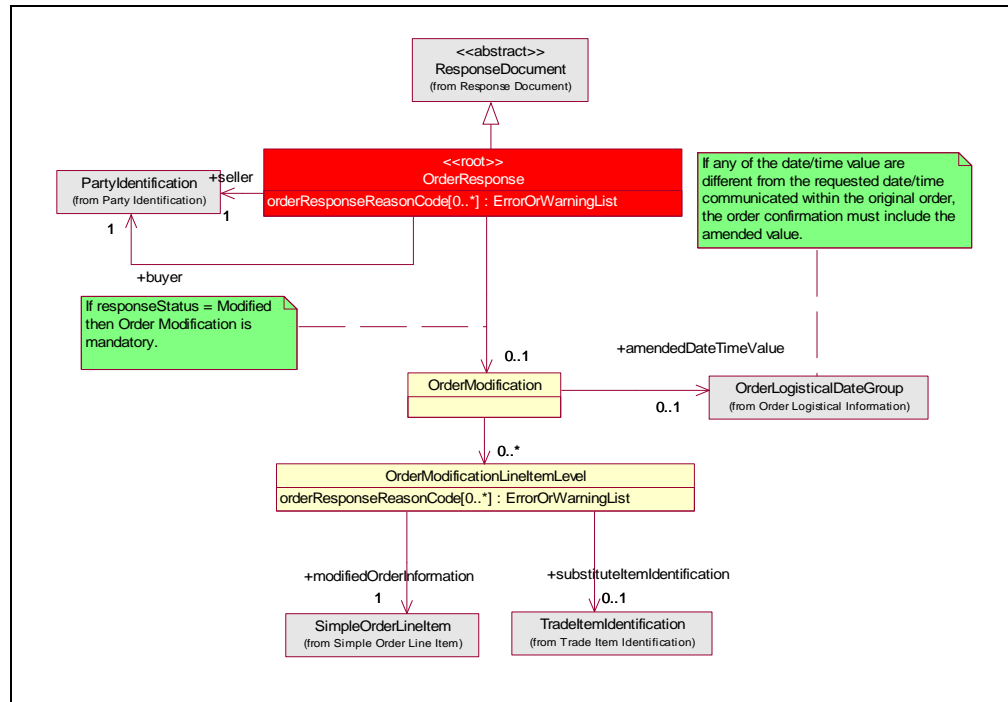 <<abstract>>
ResponseDocument
(from Response Document)
<<root>>
OrderResponse
orderResponseReasonCode[0..*] : ErrorOrWarningList
If any of the date/time value are
different from the requested date/time
communicated within the original order,
the order confirmation must include the
amended value.
PartyIdentification
(from Party Identification)
+seller
1
1
+buyer
If responseStatus = Modified
then Order Modification is
mandatory.
0..1
OrderModification
+amendedDateTimeValue
0..1
OrderLogisticalDateGroup
(from Order Logistical Information)
0..*
OrderModificationLineItemLevel
orderResponseReasonCode[0..*] : ErrorOrWarningList
+modifiedOrderInformation
1
+substituteItemIdentification
0..1
SimpleOrderLineItem
(from Simple Order Line Item)
TradeItemIdentification
(from Trade Item Identification)